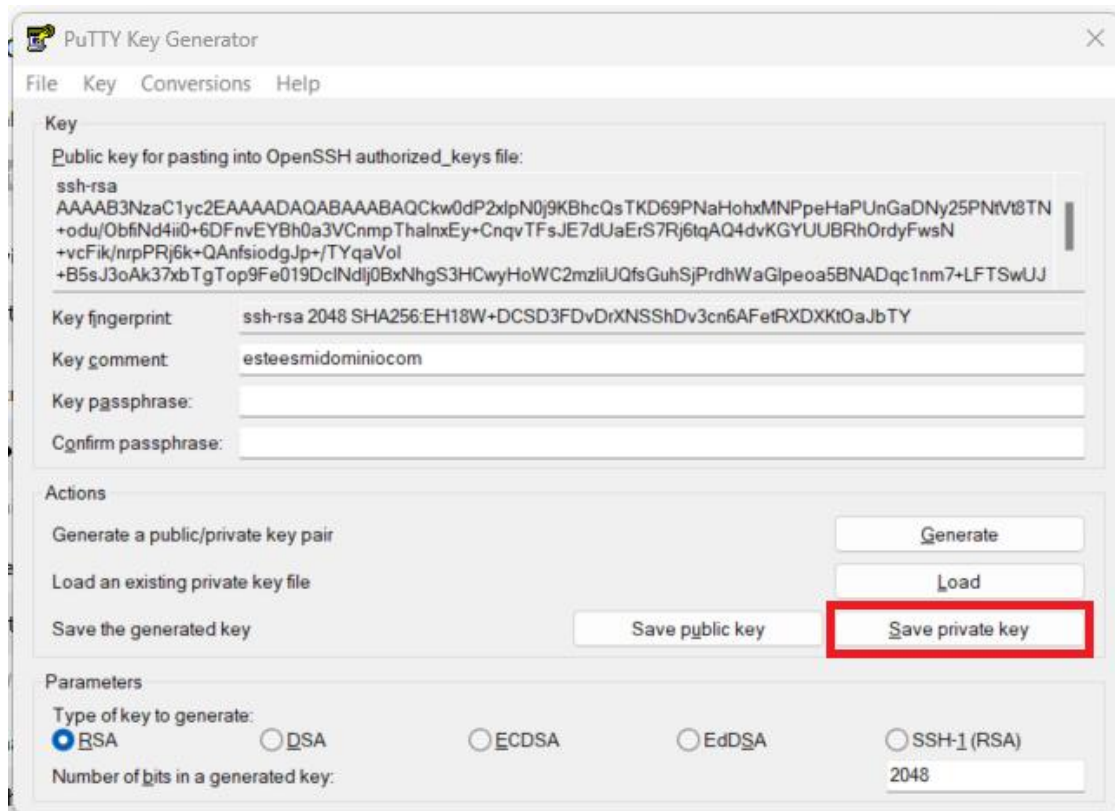 PuTTY Key Generator
File Key Conversions Help
Key
Public key for pasting into OpenSSH authorized_keys file:
ssh-rsa
AAAAB3NzaC1yc2EAAAADAQABAAABAQCkw0dP2xlpN0j9KBhcQsTKD69PNaHohxMNPpeHaPUnGaDNy25PNtVt8TN
+odu/ObfiNd4ii0+6DFnvEYBh0a3VCnmpThaInxEy+CnqvTFsJE7dUaErS7Rj6tqAQ4dvKGYUUBRhOrdyFwsN
+vcFik/nrpPRj6k+QAnfsiodgJp+/TYqaVol
+B5sJ3oAk37xbTgTop9Fe019DcINdlj0BxNhgS3HCwyHoWC2mzliUQfsGuhSjPrdhWaGlpeoa5BNADqc1nm7+LFTSwUJ
Key fingerprint: ssh-rsa 2048 SHA256:EH18W+DCSD3FDvDrXNSShDv3cn6AFetRXDXKtOaJbTY
Key comment: esteesmidominiocom
Key passphrase:
Confirm passphrase:
Actions
Generate a public/private key pair Generate
Load an existing private key file Load
Save the generated key Save public key Save private key
Parameters
Type of key to generate:
RSA DSA ECDSA EdDSA SSH-1 (RSA)
Number of bits in a generated key: 2048